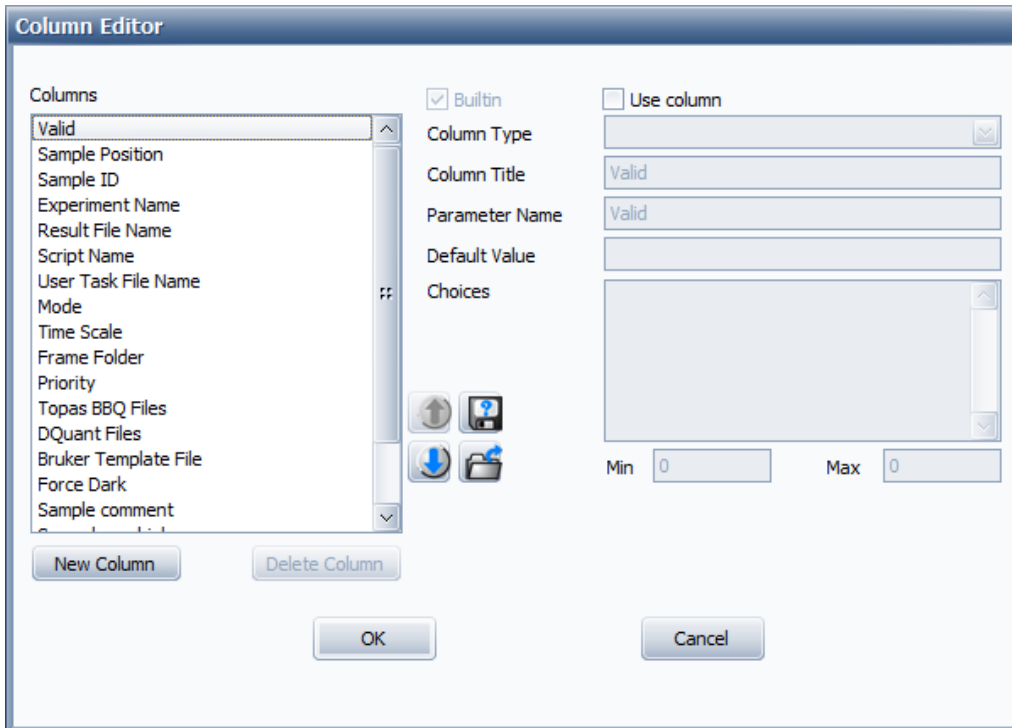 Column Editor
Columns
Builtin
Use column
Valid
Sample Position
Sample ID
Experiment Name
Result File Name
Script Name
User Task File Name
Mode
Time Scale
Frame Folder
Priority
Topas BBQ Files
DQuant Files
Bruker Template File
Force Dark
Sample comment
Column Type
Column Title
Valid
Parameter Name
Valid
Default Value
Choices
Min 0 Max 0
New Column
Delete Column
OK
Cancel